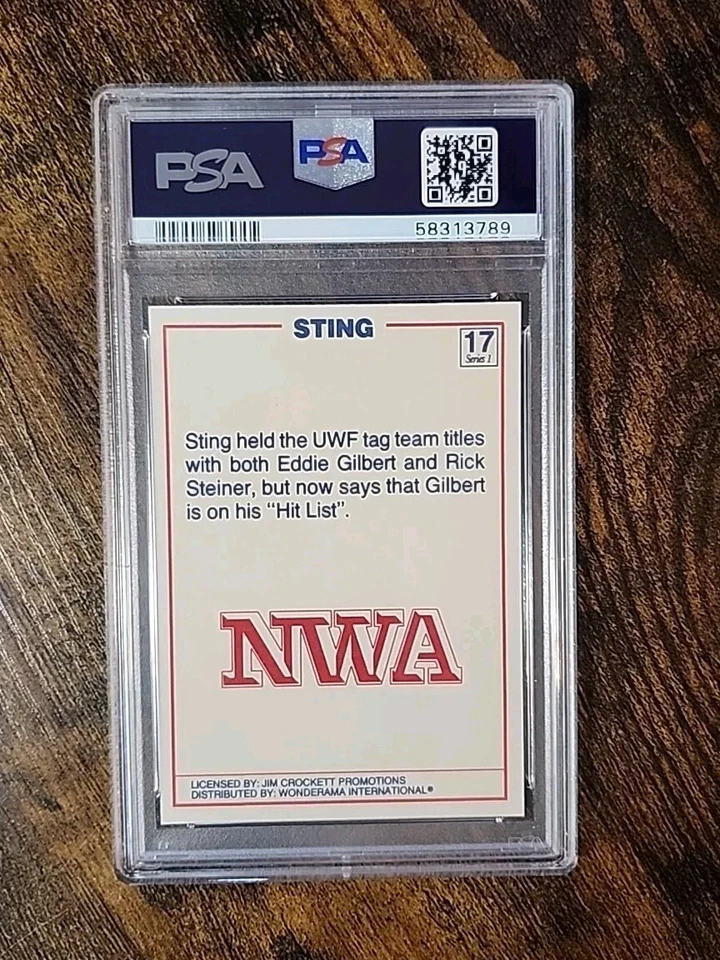 PSA PSA
58313789
STING
17
Series 1
Sting held the UWF tag team titles
with both Eddie Gilbert and Rick
Steiner, but now says that Gilbert
is on his “Hit List”.
NWA
LICENSED BY: JIM CROCKETT PROMOTIONS
DISTRIBUTED BY: WONDERAMA INTERNATIONAL®